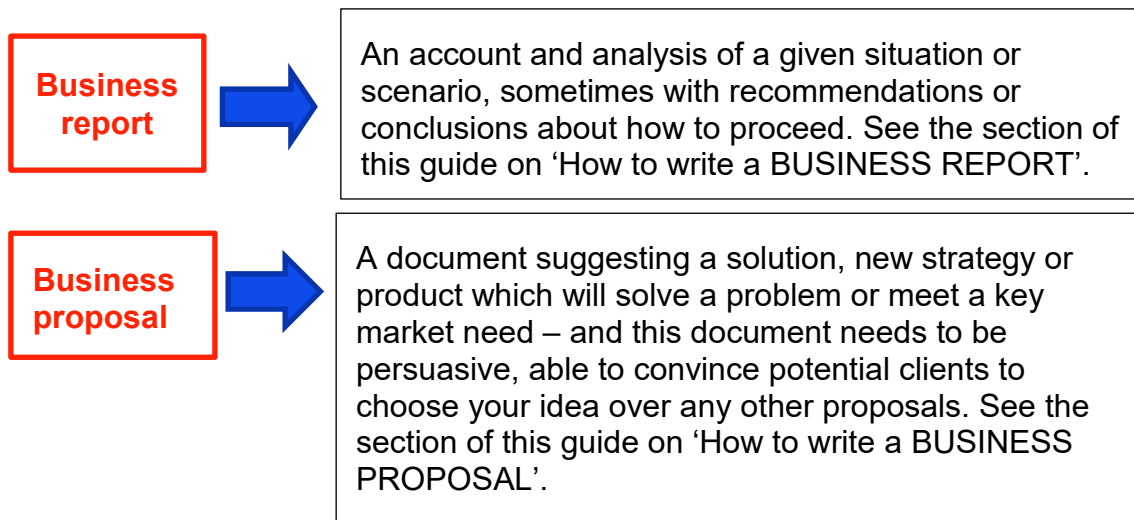 Business
report
An account and analysis of a given situation or
scenario, sometimes with recommendations or
conclusions about how to proceed. See the section of
this guide on ‘How to write a BUSINESS REPORT’.
Business
proposal
A document suggesting a solution, new strategy or
product which will solve a problem or meet a key
market need – and this document needs to be
persuasive, able to convince potential clients to
choose your idea over any other proposals. See the
section of this guide on ‘How to write a BUSINESS
PROPOSAL’.